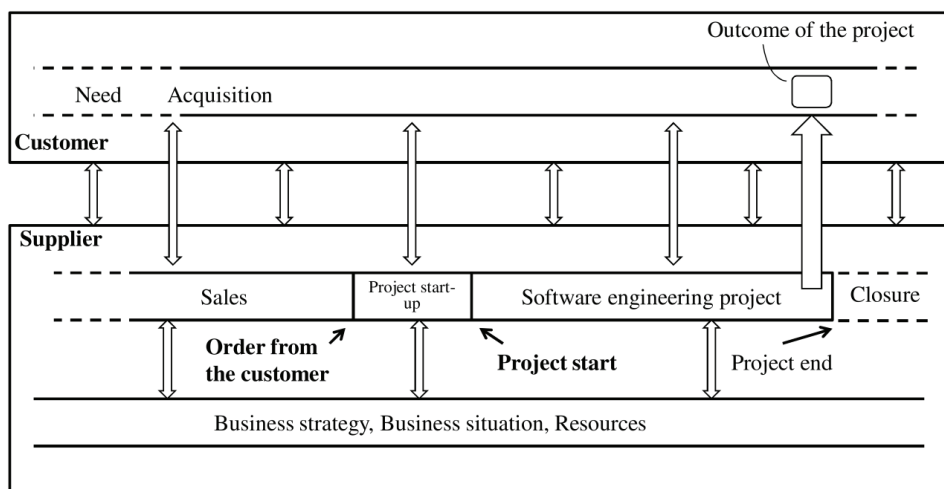 Outcome of the project
Need
Acquisition
Customer
Supplier
Sales
Project start-
up
Software engineering project
Closure
Order from
the customer
Project start
Project end
Business strategy, Business situation, Resources